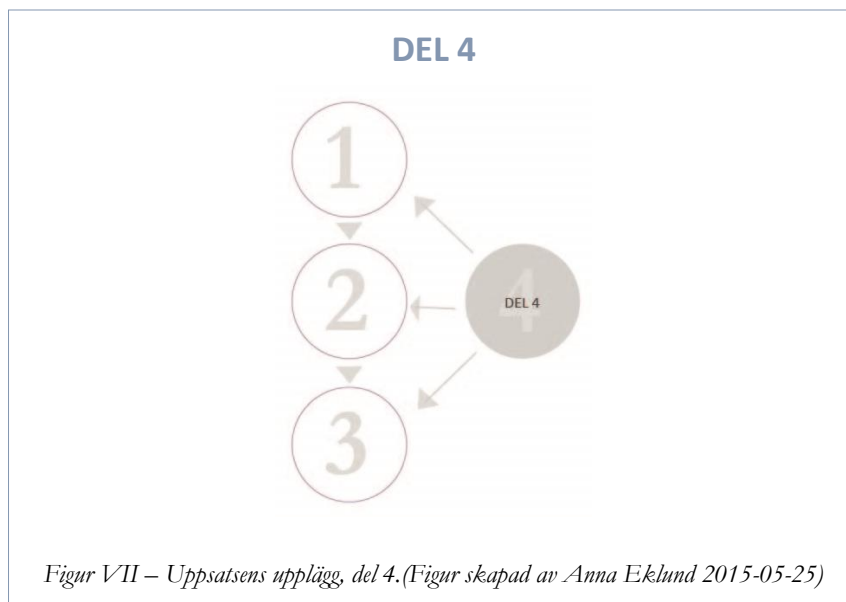 DEL 4
1
2
4
DEL 4
3
Figur VII – Uppsatsens upplägg, del 4.(Figur skapad av Anna Eklund 2015-05-25)